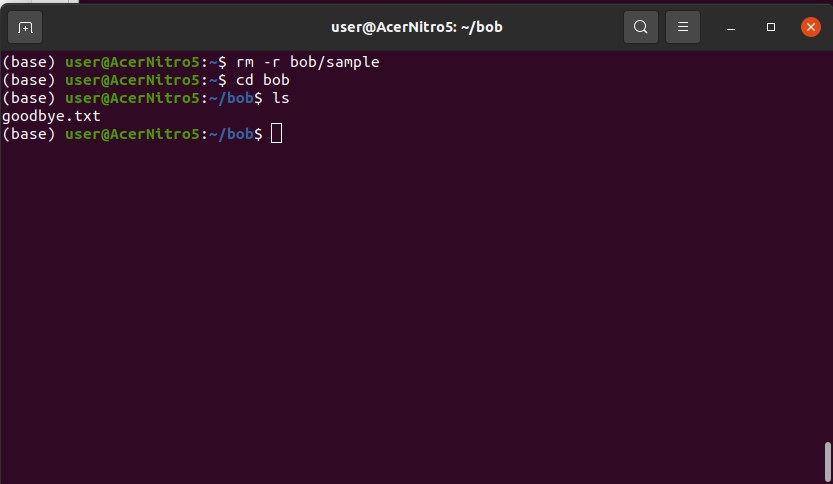 user@AcerNitro5: ~/bob
(base) user@AcerNitro5:~$ rm -r bob/sample
(base) user@AcerNitro5:~$ cd bob
(base) user@AcerNitro5:~/bob$ ls
goodbye.txt
(base) user@AcerNitro5:~/bob$